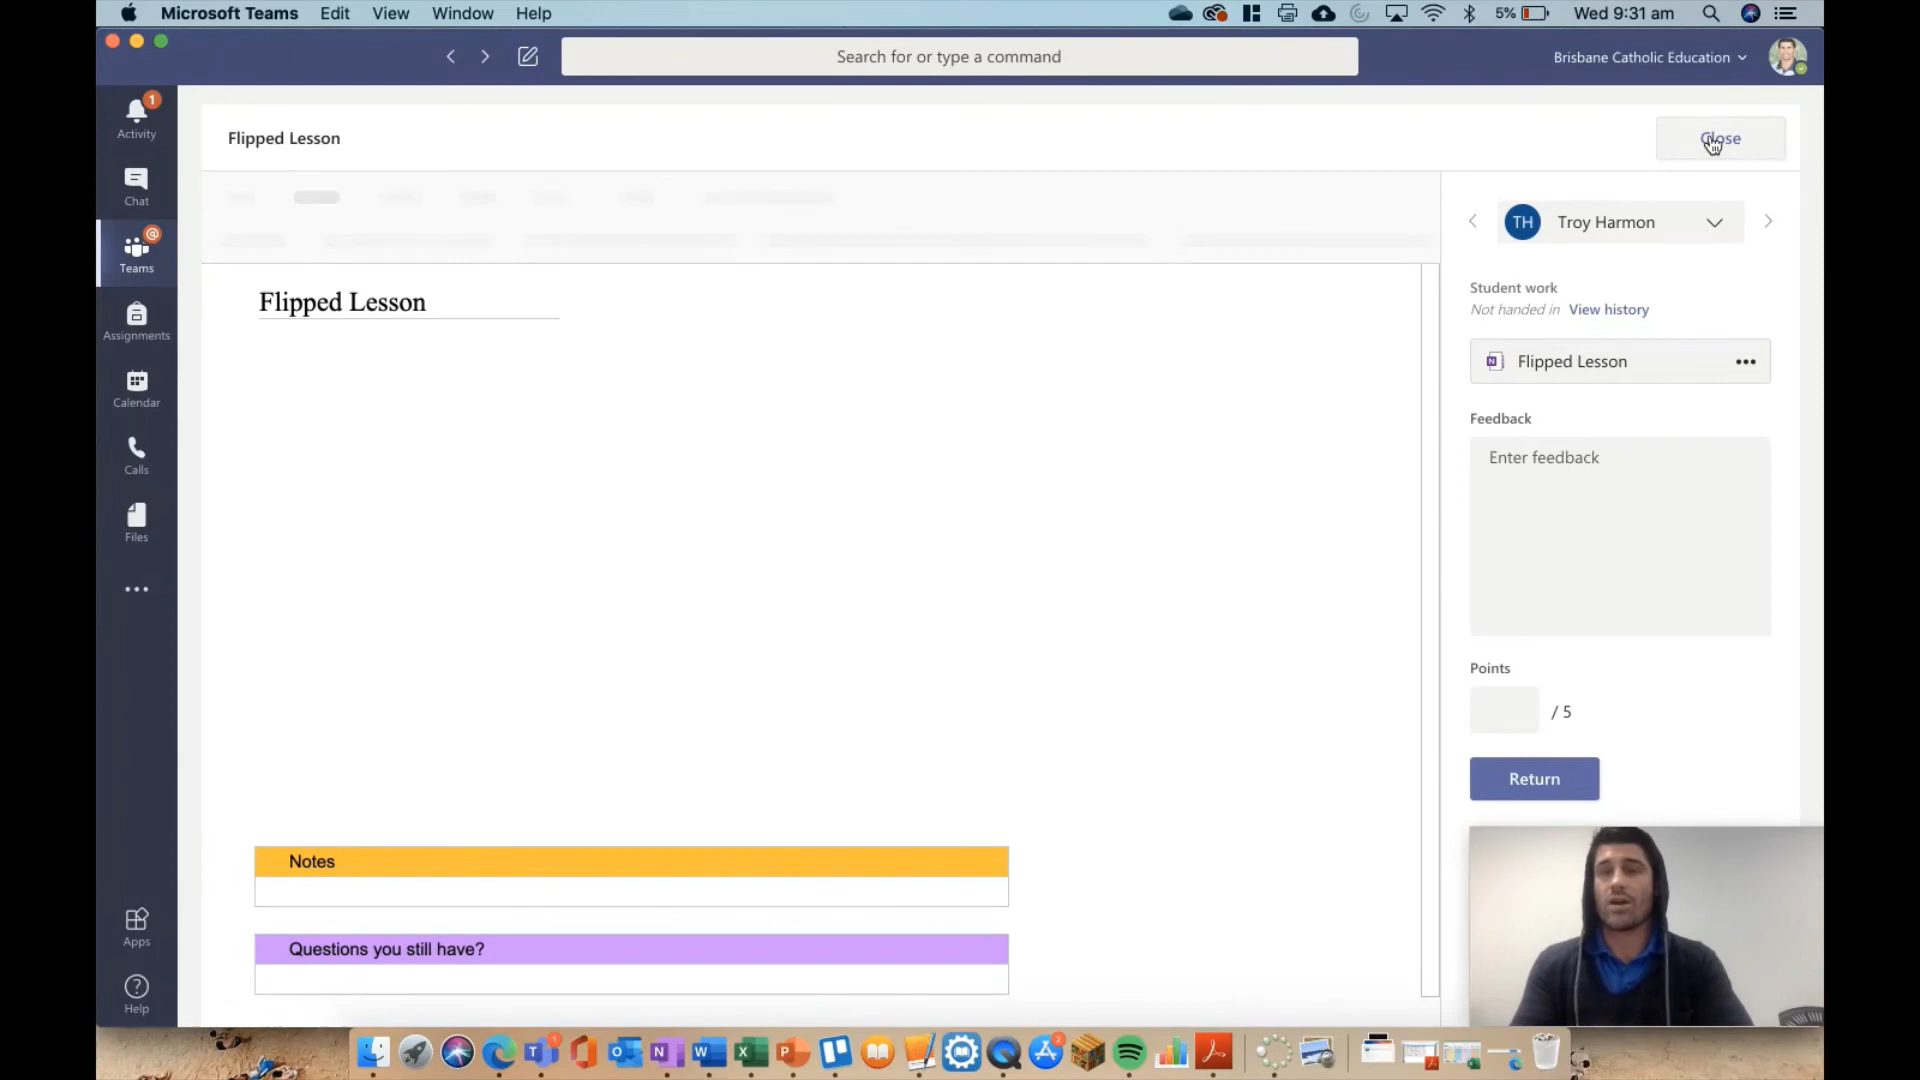 Microsoft Teams Edit View Window Help
5% Wed 9:31 am
Search for or type a command
Brisbane Catholic Education
1
Activity
Chat
@
Teams
Assignments
Calendar
Calls
Files
Apps
Help
Flipped Lesson
Close
TH Troy Harmon
Student work
Not handed in View history
N Flipped Lesson
Feedback
Enter feedback
Points
/ 5
Return
Flipped Lesson
Notes
Questions you still have?